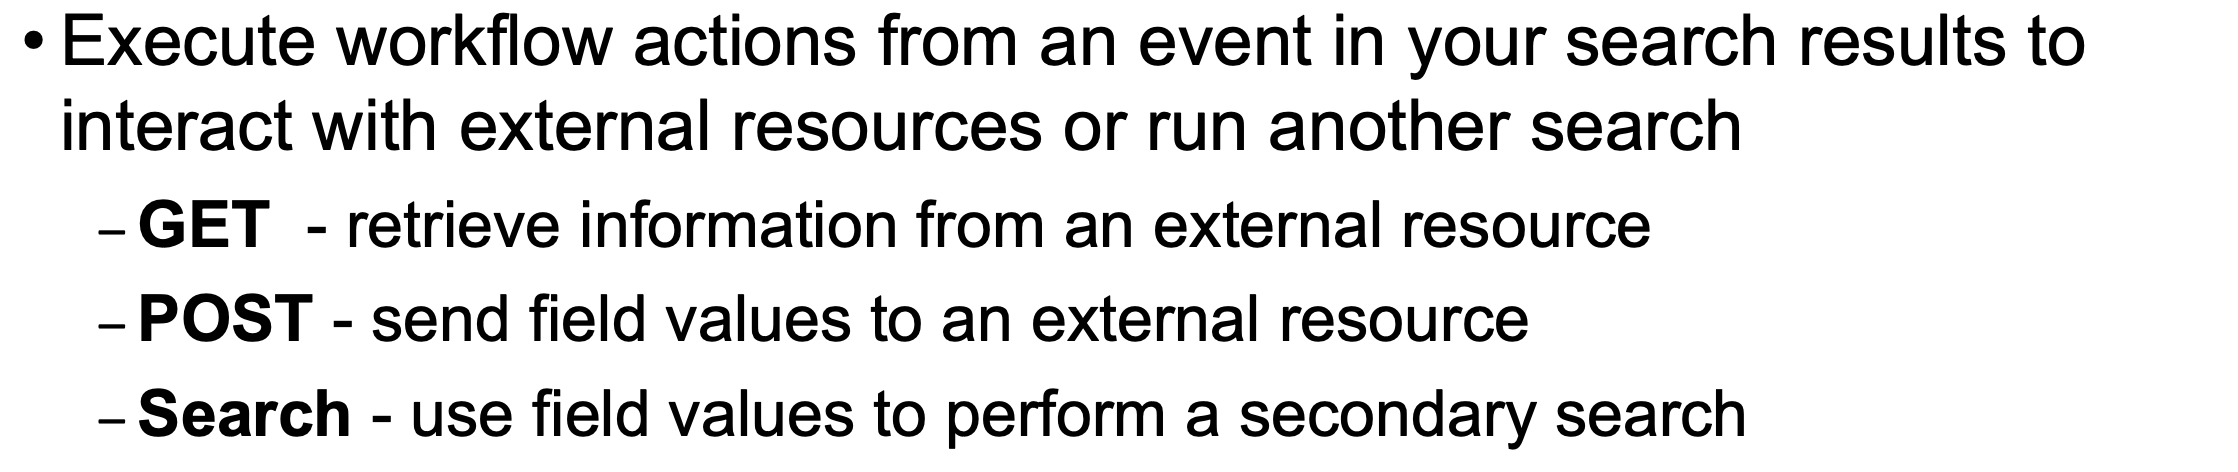 • Execute workflow actions from an event in your search results to
interact with external resources or run another search
– GET - retrieve information from an external resource
– POST - send field values to an external resource
– Search - use field values to perform a secondary search